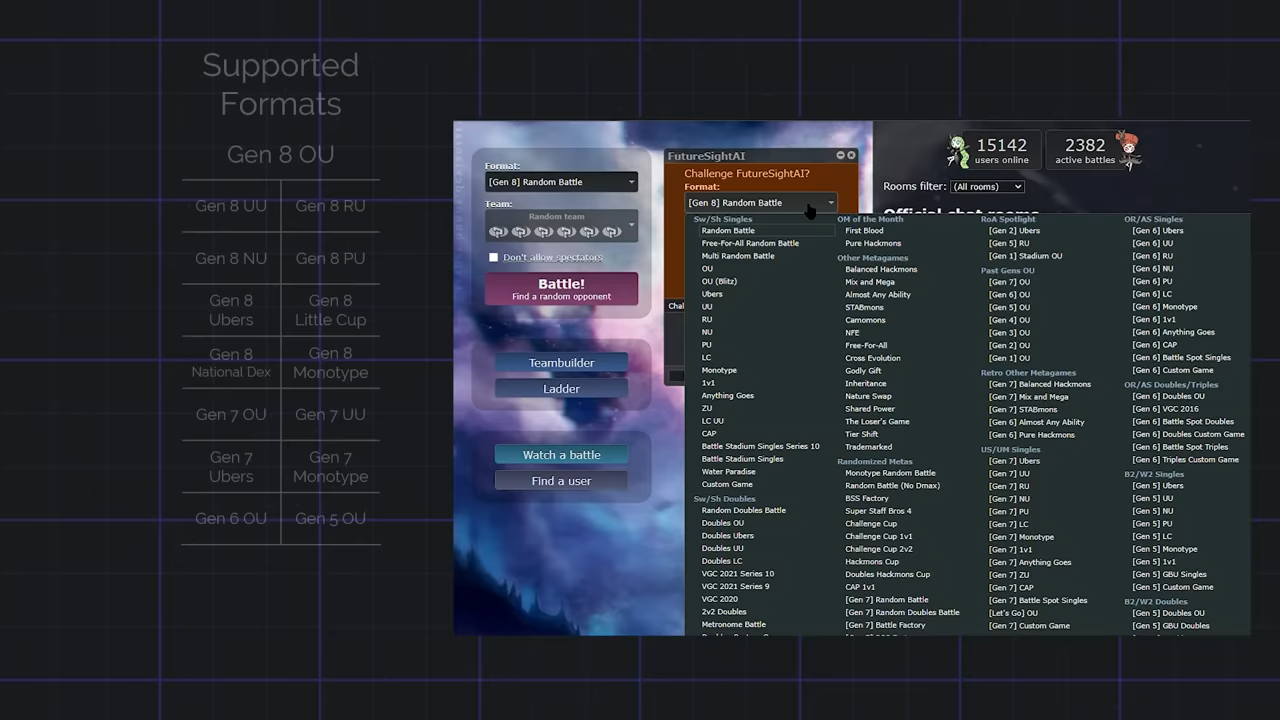 Supported
Formats
Gen 8 OU
Gen 8 UU
Gen 8 RU
Gen 8 NU
Gen 8 PU
Gen 8
Ubers
Gen 8
Little Cup
Gen 8
National Dex
Gen 8
Monotype
Gen 7 OU
Gen 7 UU
Gen 7
Ubers
Gen 7
Monotype
Gen 6 OU
Gen 5 OU
Format:
[Gen 8] Random Battle
Team:
Random team
Don't allow spectators
Battle!
Find a random opponent
Teambuilder
Ladder
Watch a battle
Find a user
FutureSightAI
Challenge FutureSightAI?
Format:
[Gen 8] Random Battle
Chal
15142
users online
2382
active battles
Rooms filter: (All rooms)
Official chat rooms
Sw/Sh Singles
Random Battle
Free-For-All Random Battle
Multi Random Battle
OU
OU (Blitz)
Ubers
UU
RU
NU
PU
LC
Monotype
1v1
Anything Goes
ZU
LC UU
CAP
Battle Stadium Singles Series 10
Battle Stadium Singles
Water Paradise
Custom Game
Sw/Sh Doubles
Random Doubles Battle
Doubles OU
Doubles Ubers
Doubles UU
Doubles LC
VGC 2021 Series 10
VGC 2021 Series 9
VGC 2020
2v2 Doubles
Metronome Battle
OM of the Month
First Blood
Pure Hackmons
Other Metagames
Balanced Hackmons
Mix and Mega
Almost Any Ability
STABmons
Camomons
NFE
Free-For-All
Cross Evolution
Godly Gift
Inheritance
Nature Swap
Shared Power
The Loser's Game
Tier Shift
Trademarked
Randomized Metas
Monotype Random Battle
Random Battle (No Dmax)
BSS Factory
Super Staff Bros 4
Challenge Cup
Challenge Cup 1v1
Challenge Cup 2v2
Hackmons Cup
Doubles Hackmons Cup
CAP 1v1
[Gen 7] Random Battle
[Gen 7] Random Doubles Battle
[Gen 7] Battle Factory
RoA Spotlight
[Gen 2] Ubers
[Gen 5] RU
[Gen 1] Stadium OU
Past Gens OU
[Gen 7] OU
[Gen 6] OU
[Gen 5] OU
[Gen 4] OU
[Gen 3] OU
[Gen 2] OU
[Gen 1] OU
Retro Other Metagames
[Gen 7] Balanced Hackmons
[Gen 7] Mix and Mega
[Gen 7] STABmons
[Gen 6] Almost Any Ability
[Gen 6] Pure Hackmons
US/UM Singles
[Gen 7] Ubers
[Gen 7] UU
[Gen 7] RU
[Gen 7] NU
[Gen 7] PU
[Gen 7] LC
[Gen 7] Monotype
[Gen 7] 1v1
[Gen 7] Anything Goes
[Gen 7] ZU
[Gen 7] CAP
[Gen 7] Battle Spot Singles
[Let's Go] OU
[Gen 7] Custom Game
OR/AS Singles
[Gen 6] Ubers
[Gen 6] UU
[Gen 6] RU
[Gen 6] NU
[Gen 6] PU
[Gen 6] LC
[Gen 6] Monotype
[Gen 6] 1v1
[Gen 6] Anything Goes
[Gen 6] CAP
[Gen 6] Battle Spot Singles
[Gen 6] Custom Game
OR/AS Doubles/Triples
[Gen 6] Doubles OU
[Gen 6] VGC 2016
[Gen 6] Battle Spot Doubles
[Gen 6] Doubles Custom Game
[Gen 6] Battle Spot Triples
[Gen 6] Triples Custom Game
B2/W2 Singles
[Gen 5] Ubers
[Gen 5] UU
[Gen 5] NU
[Gen 5] PU
[Gen 5] LC
[Gen 5] Monotype
[Gen 5] 1v1
[Gen 5] GBU Singles
[Gen 5] Custom Game
B2/W2 Doubles
[Gen 5] Doubles OU
[Gen 5] GBU Doubles